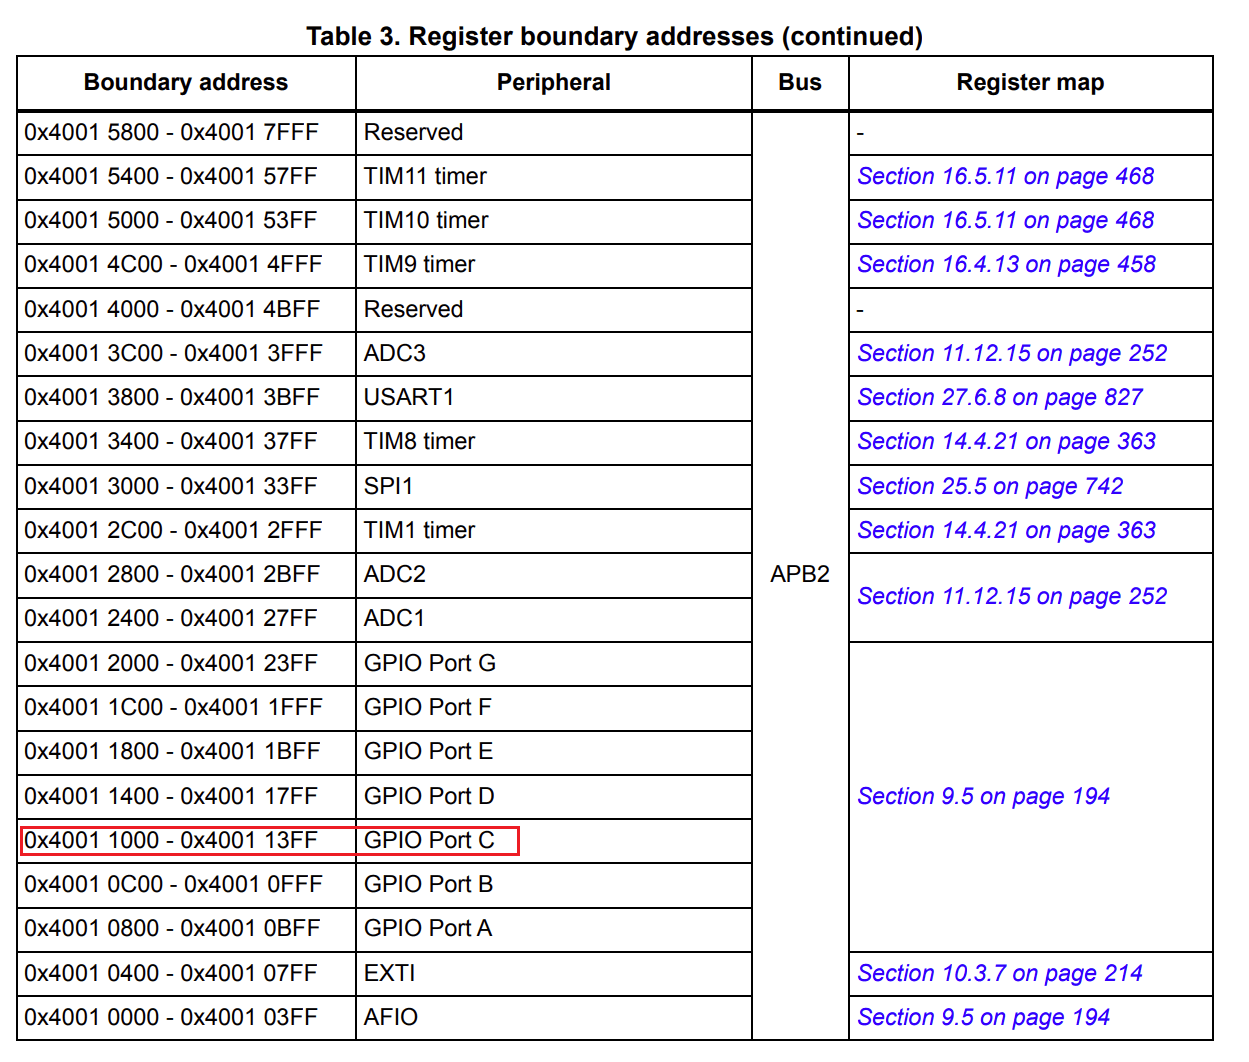 Table 3. Register boundary addresses (continued)
Boundary address Peripheral Bus Register map
0x4001 5800 - 0x4001 7FFF Reserved -
0x4001 5400 - 0x4001 57FF TIM11 timer Section 16.5.11 on page 468
0x4001 5000 - 0x4001 53FF TIM10 timer Section 16.5.11 on page 468
0x4001 4C00 - 0x4001 4FFF TIM9 timer Section 16.4.13 on page 458
0x4001 4000 - 0x4001 4BFF Reserved -
0x4001 3C00 - 0x4001 3FFF ADC3 Section 11.12.15 on page 252
0x4001 3800 - 0x4001 3BFF USART1 Section 27.6.8 on page 827
0x4001 3400 - 0x4001 37FF TIM8 timer Section 14.4.21 on page 363
0x4001 3000 - 0x4001 33FF SPI1 Section 25.5 on page 742
0x4001 2C00 - 0x4001 2FFF TIM1 timer Section 14.4.21 on page 363
0x4001 2800 - 0x4001 2BFF ADC2 APB2
Section 11.12.15 on page 252
0x4001 2400 - 0x4001 27FF ADC1
0x4001 2000 - 0x4001 23FF GPIO Port G
0x4001 1C00 - 0x4001 1FFF GPIO Port F
0x4001 1800 - 0x4001 1BFF GPIO Port E
0x4001 1400 - 0x4001 17FF GPIO Port D Section 9.5 on page 194
0x4001 1000 - 0x4001 13FF GPIO Port C
0x4001 0C00 - 0x4001 0FFF GPIO Port B
0x4001 0800 - 0x4001 0BFF GPIO Port A
0x4001 0400 - 0x4001 07FF EXTI Section 10.3.7 on page 214
0x4001 0000 - 0x4001 03FF AFIO Section 9.5 on page 194